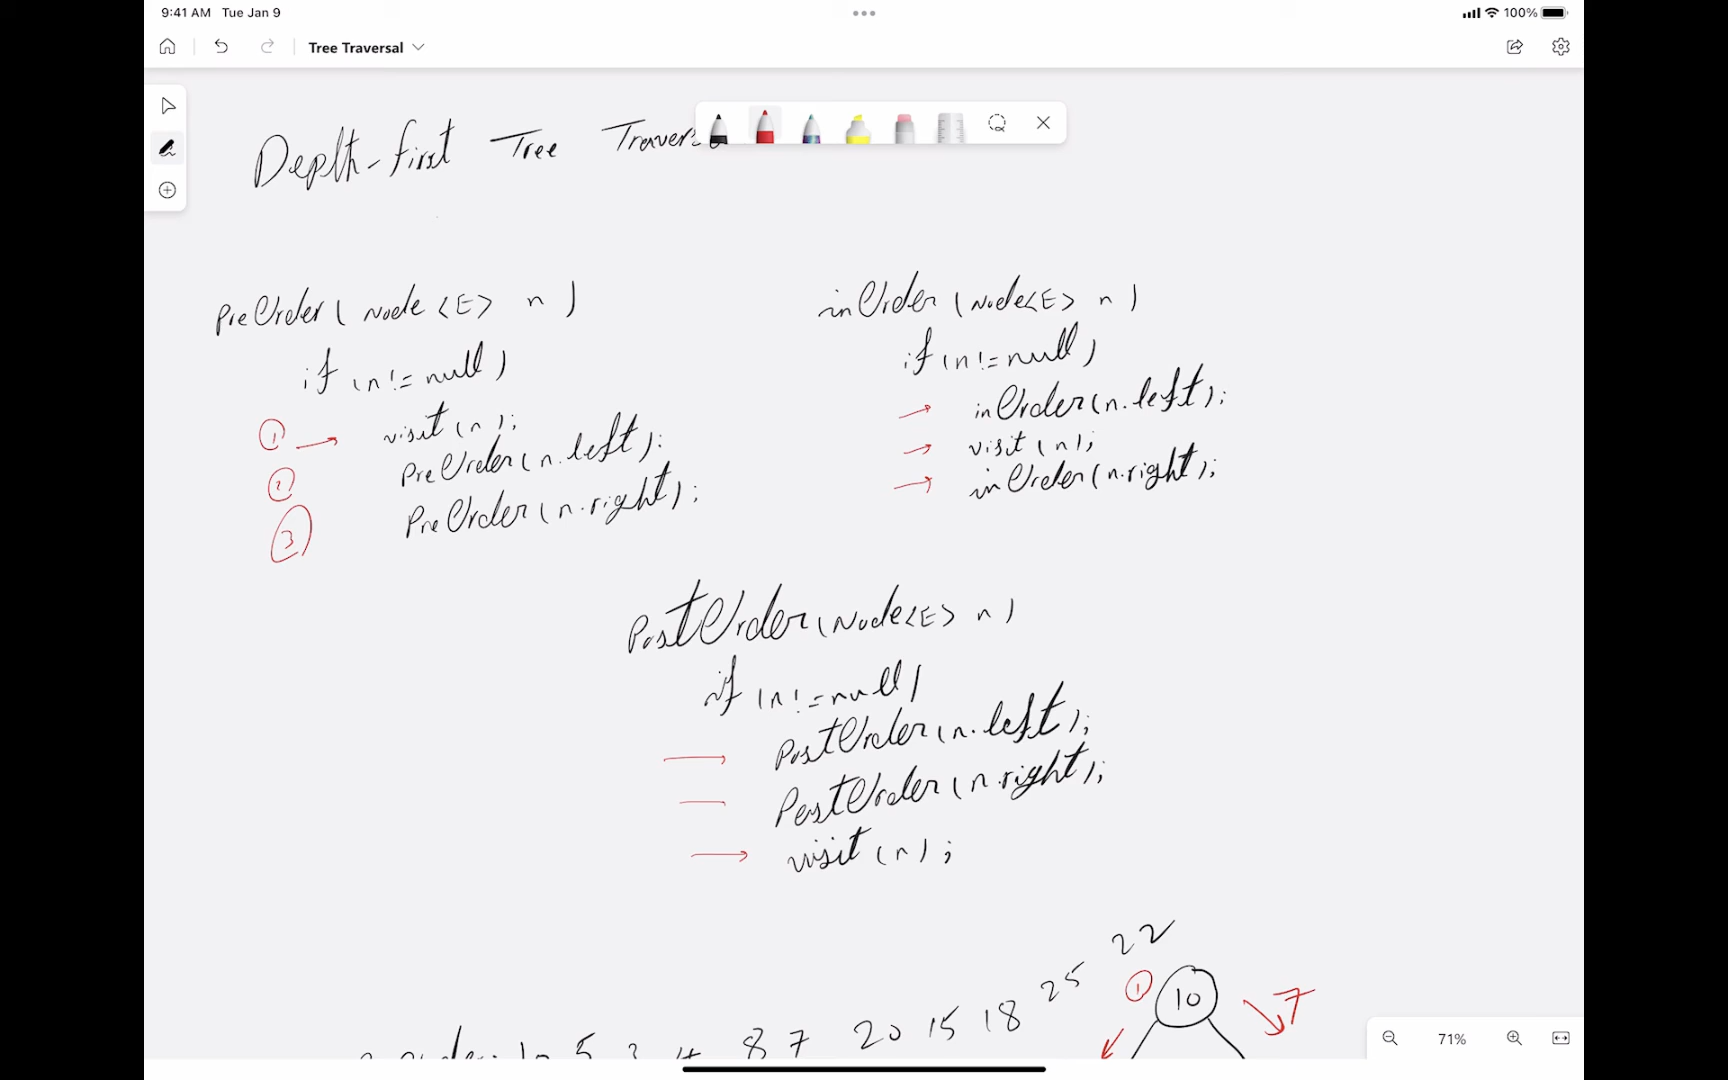 9:41 AM Tue Jan 9
100%
Tree Traversal
Depth-first Tree
PreOrder ( Node <E> n )
if (n != null)
① visit (n);
② PreOrder (n.left);
③ PreOrder (n.right);
inOrder (Node<E> n)
if (n != null)
inOrder (n.left);
visit (n);
inOrder (n.right);
PostOrder (Node<E> n)
if (n != null)
PostOrder (n.left);
PostOrder (n.right);
visit (n);
5 8 7 20 15 18 25 22
① 10 7
71%